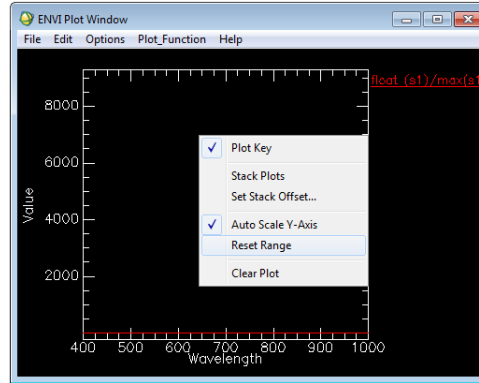 ENVI Plot Window
File Edit Options Plot_Function Help
float (s1)/max(s1
8000
6000
4000
2000
Value
Plot Key
Stack Plots
Set Stack Offset...
Auto Scale Y-Axis
Reset Range
Clear Plot
400 500 600 700 800 900 1000
Wavelength